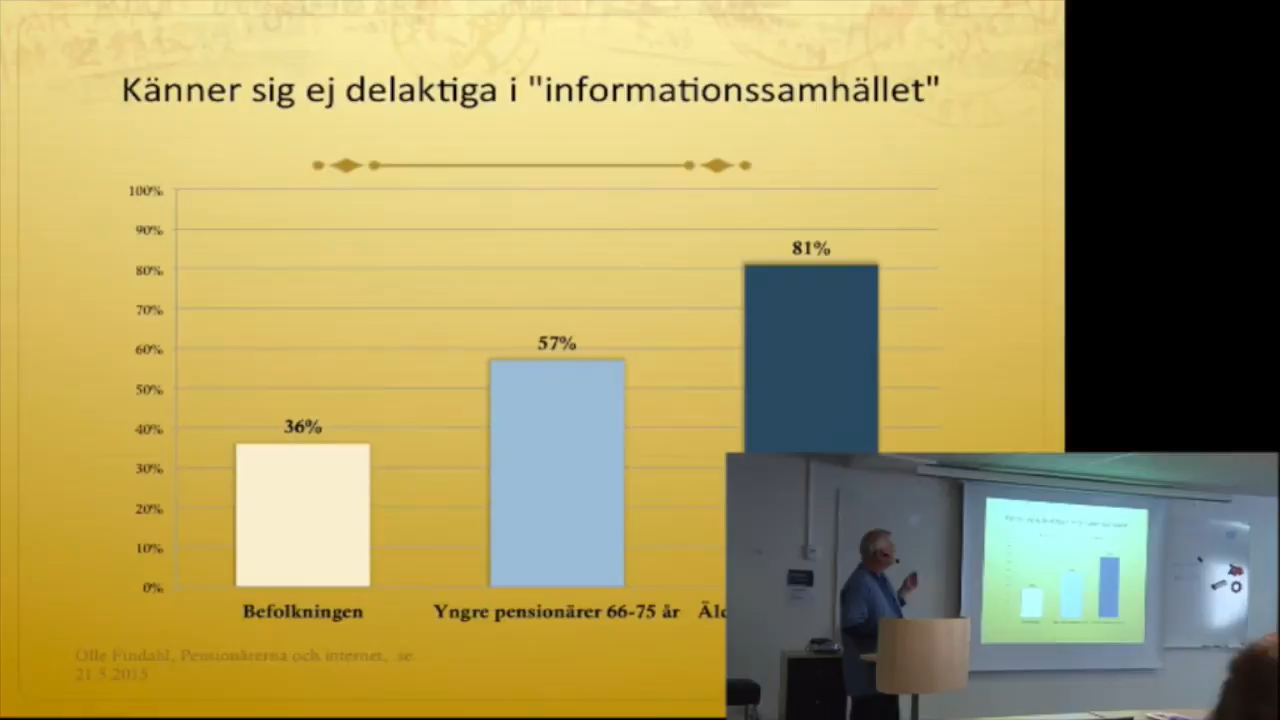 Känner sig ej delaktiga i "informationssamhället"
100%
90%
80%
70%
60%
50%
40%
30%
20%
10%
0%
36%
57%
81%
Befolkningen
Yngre pensionärer 66-75 år
Olle Findahl, Pensionärerna och internet, .se
21 5 2015